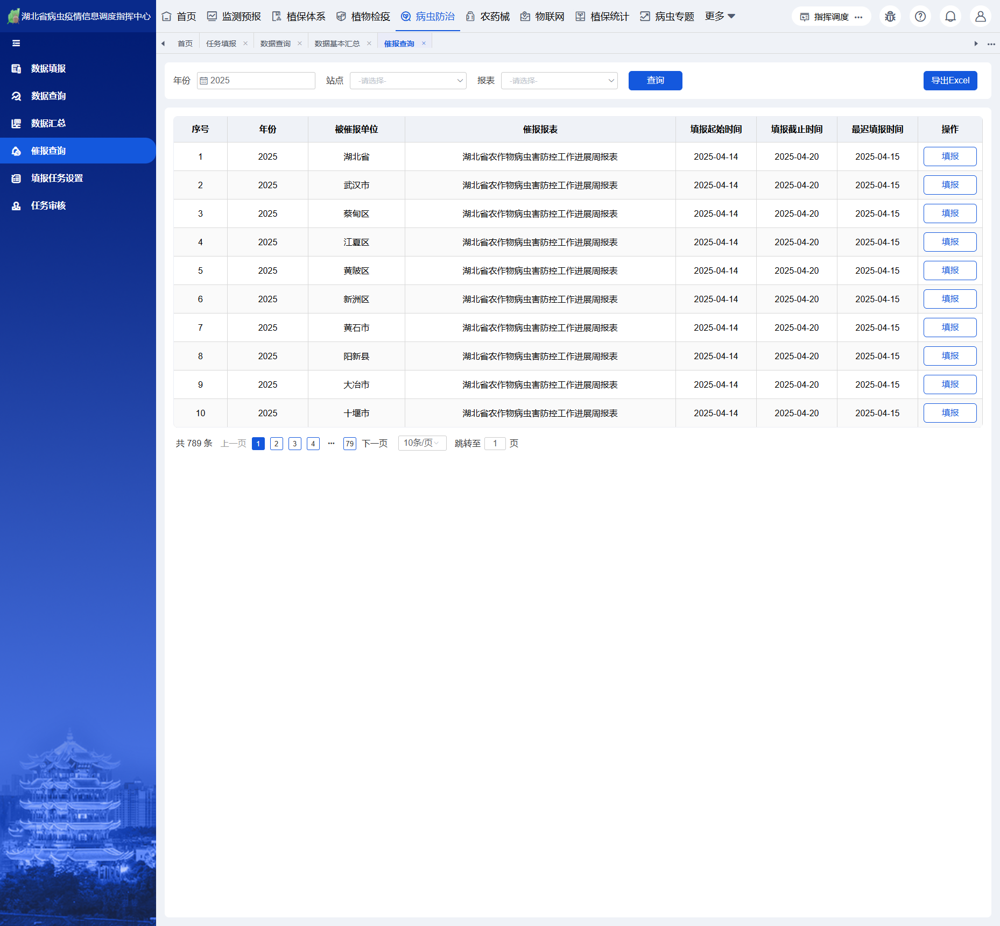 湖北省病虫疫情信息调度指挥中心 首页 监测预报 植保体系 植物检疫 病虫防治 农药械 物联网 植保统计 病虫专题 更多 指挥调度
首页 任务填报 数据查询 数据基本汇总 催报查询
数据填报
数据查询
数据汇总
催报查询
填报任务设置
任务审核
年份 2025 站点 -请选择- 报表 -请选择- 查询 导出Excel
序号 年份 被催报单位 催报报表 填报起始时间 填报截止时间 最迟填报时间 操作
1 2025 湖北省 湖北省农作物病虫害防控工作进展周报表 2025-04-14 2025-04-20 2025-04-15 填报
2 2025 武汉市 湖北省农作物病虫害防控工作进展周报表 2025-04-14 2025-04-20 2025-04-15 填报
3 2025 蔡甸区 湖北省农作物病虫害防控工作进展周报表 2025-04-14 2025-04-20 2025-04-15 填报
4 2025 江夏区 湖北省农作物病虫害防控工作进展周报表 2025-04-14 2025-04-20 2025-04-15 填报
5 2025 黄陂区 湖北省农作物病虫害防控工作进展周报表 2025-04-14 2025-04-20 2025-04-15 填报
6 2025 新洲区 湖北省农作物病虫害防控工作进展周报表 2025-04-14 2025-04-20 2025-04-15 填报
7 2025 黄石市 湖北省农作物病虫害防控工作进展周报表 2025-04-14 2025-04-20 2025-04-15 填报
8 2025 阳新县 湖北省农作物病虫害防控工作进展周报表 2025-04-14 2025-04-20 2025-04-15 填报
9 2025 大冶市 湖北省农作物病虫害防控工作进展周报表 2025-04-14 2025-04-20 2025-04-15 填报
10 2025 十堰市 湖北省农作物病虫害防控工作进展周报表 2025-04-14 2025-04-20 2025-04-15 填报
共 789 条 上一页 1 2 3 4 ··· 79 下一页 10条/页 跳转至 1 页